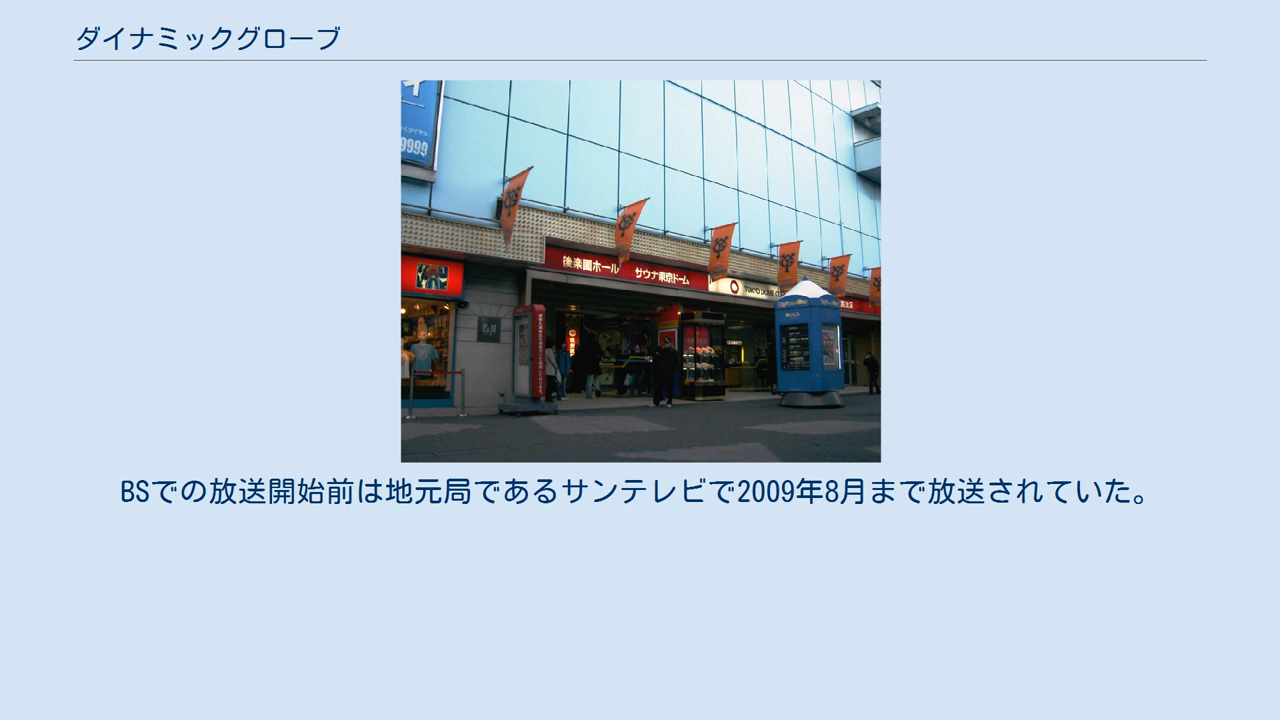 ダイナミックグローブ
9999
後楽園ホール サウナ東京ドーム
TOKYO DOME
BSでの放送開始前は地元局であるサンテレビで2009年8月まで放送されていた。